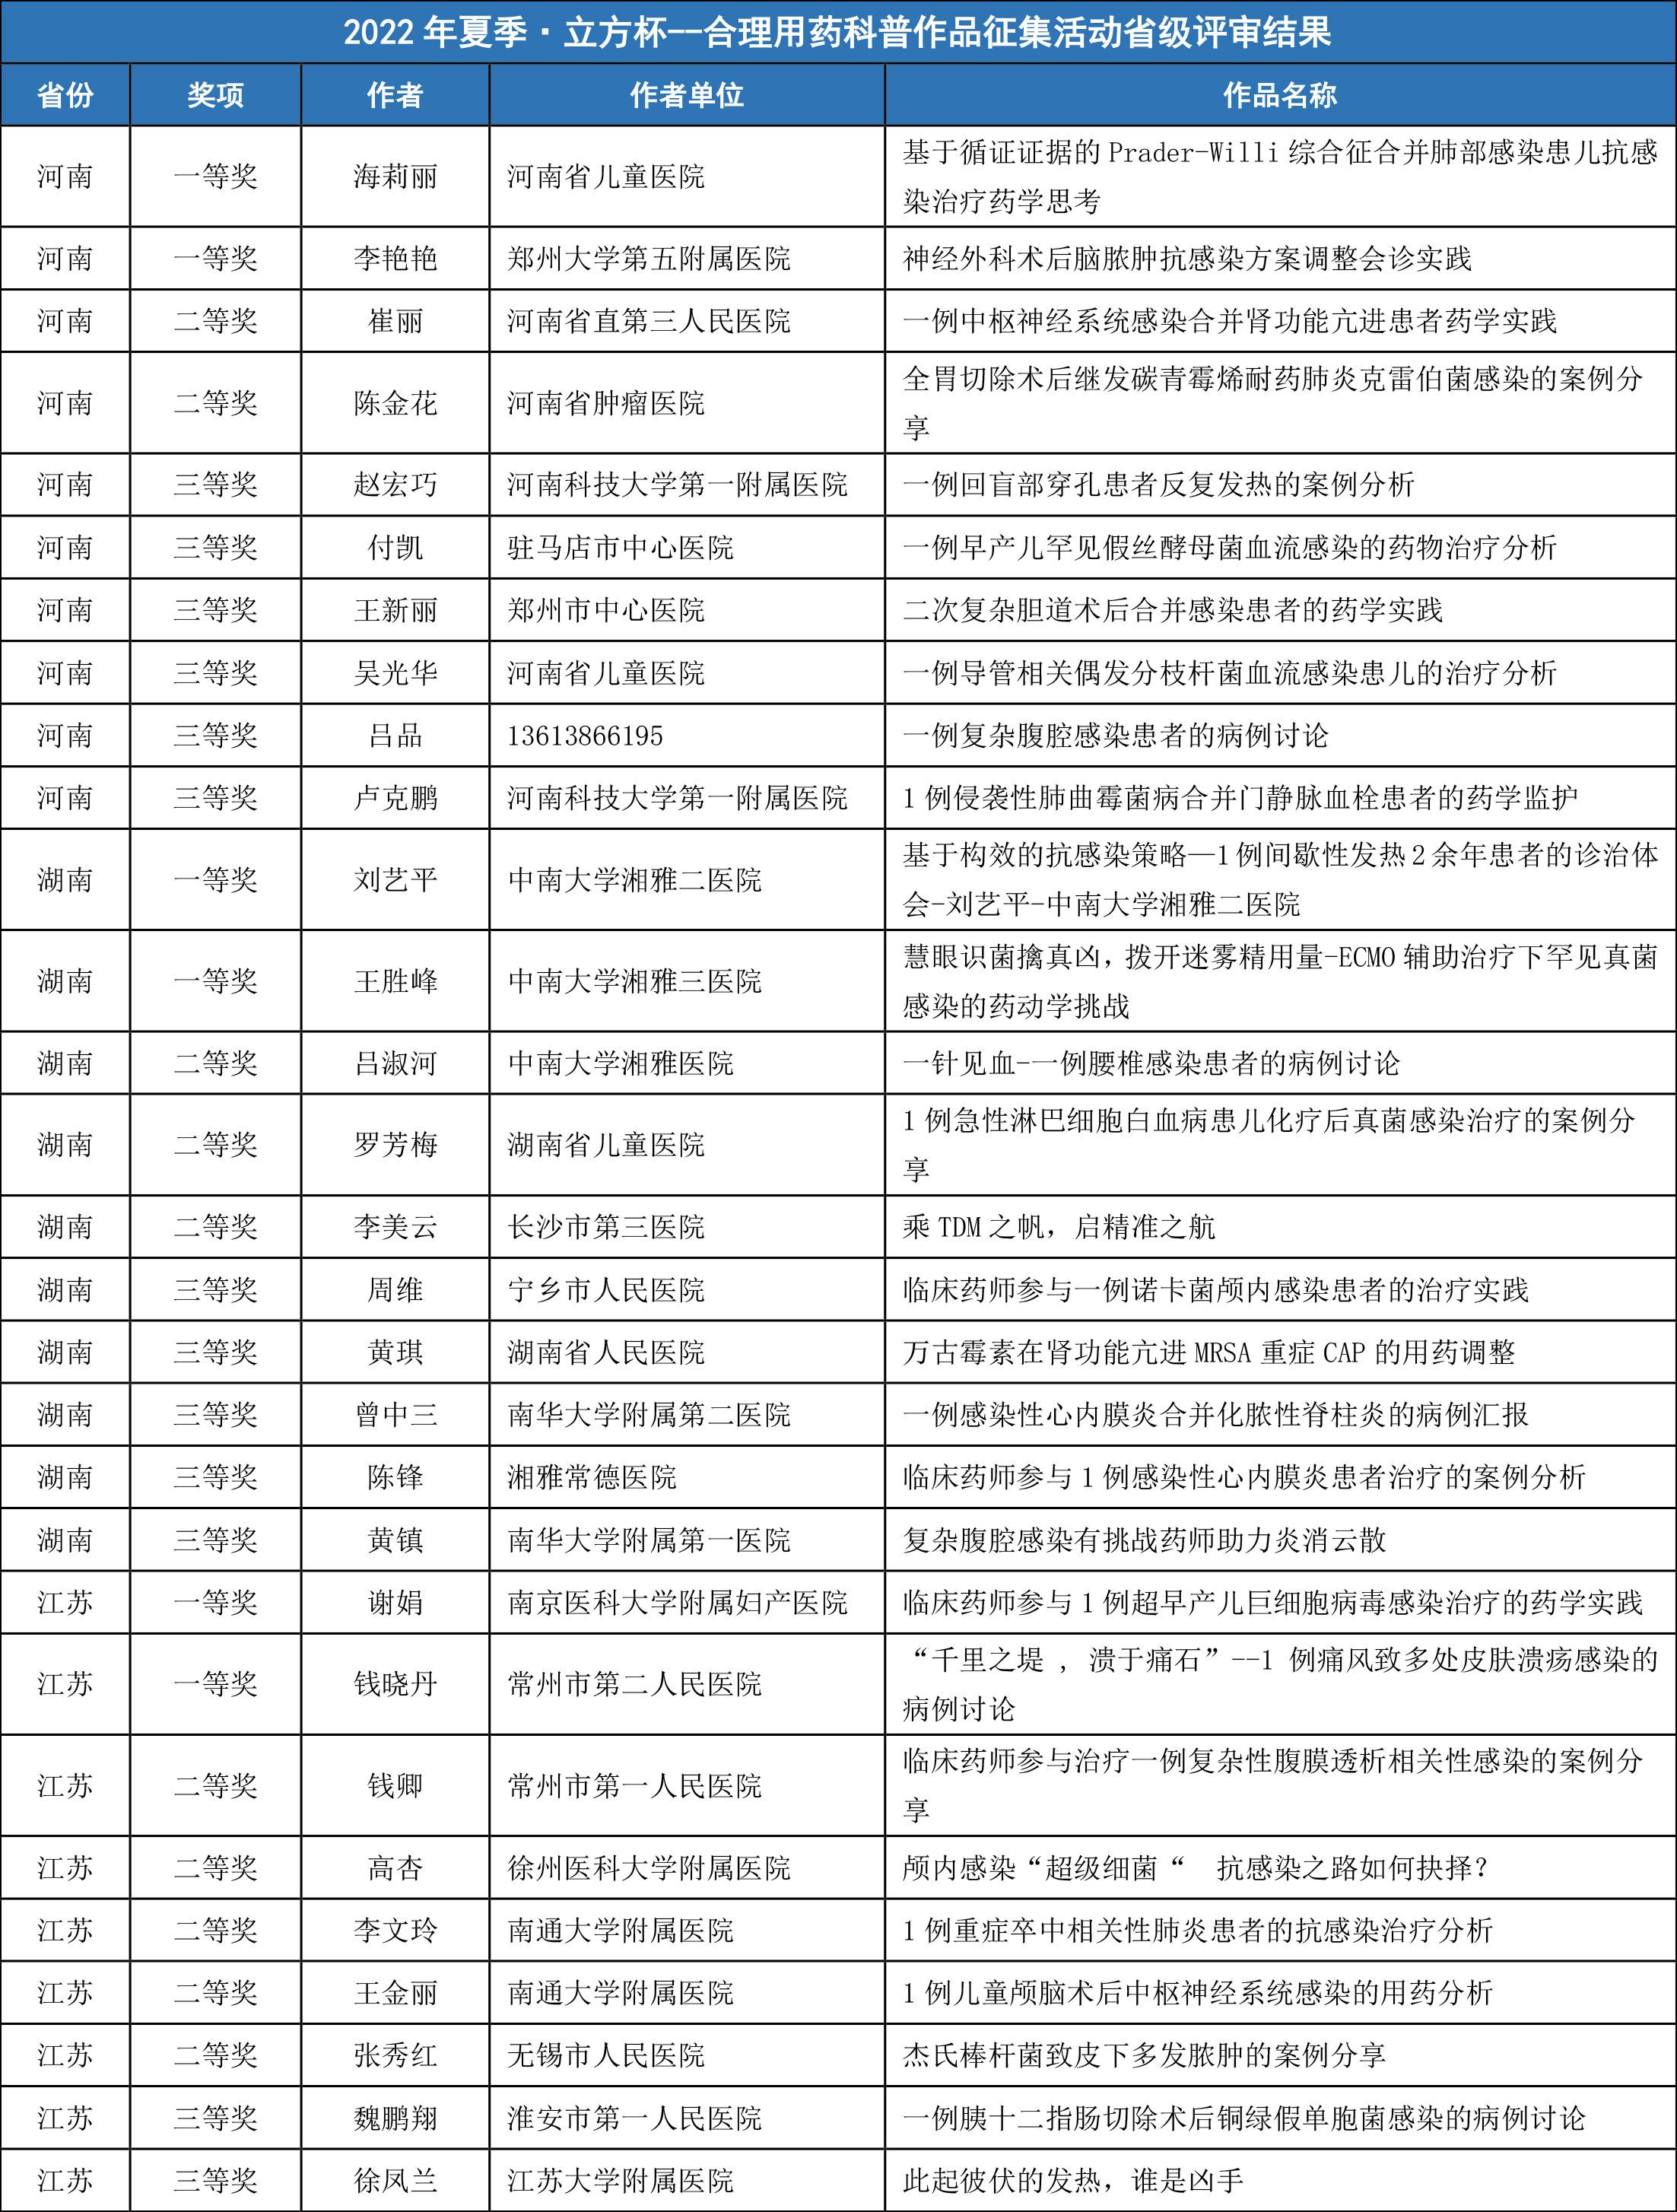 2022年夏季·立方杯--合理用药科普作品征集活动省级评审结果
省份 奖项 作者 作者单位 作品名称
河南 一等奖 海莉丽 河南省儿童医院 基于循证证据的Prader-Willi综合征合并肺部感染患儿抗感
染治疗药学思考
河南 一等奖 李艳艳 郑州大学第五附属医院 神经外科术后脑脓肿抗感染方案调整会诊实践
河南 二等奖 崔丽 河南省直第三人民医院 一例中枢神经系统感染合并肾功能亢进患者药学实践
河南 二等奖 陈金花 河南省肿瘤医院 全胃切除术后继发碳青霉烯耐药肺炎克雷伯菌感染的案例分
享
河南 三等奖 赵宏巧 河南科技大学第一附属医院 一例回盲部穿孔患者反复发热的案例分析
河南 三等奖 付凯 驻马店市中心医院 一例早产儿罕见假丝酵母菌血流感染的药物治疗分析
河南 三等奖 王新丽 郑州市中心医院 二次复杂胆道术后合并感染患者的药学实践
河南 三等奖 吴光华 河南省儿童医院 一例导管相关偶发分枝杆菌血流感染患儿的治疗分析
河南 三等奖 吕品 13613866195 一例复杂腹腔感染患者的病例讨论
河南 三等奖 卢克鹏 河南科技大学第一附属医院 1例侵袭性肺曲霉菌病合并门静脉血栓患者的药学监护
湖南 一等奖 刘艺平 中南大学湘雅二医院 基于构效的抗感染策略—1例间歇性发热2余年患者的诊治体
会-刘艺平-中南大学湘雅二医院
湖南 一等奖 王胜峰 中南大学湘雅三医院 慧眼识菌擒真凶，拨开迷雾精用量-ECMO辅助治疗下罕见真菌
感染的药动学挑战
湖南 二等奖 吕淑河 中南大学湘雅医院 一针见血-一例腰椎感染患者的病例讨论
湖南 二等奖 罗芳梅 湖南省儿童医院 1例急性淋巴细胞白血病患儿化疗后真菌感染治疗的案例分
享
湖南 二等奖 李美云 长沙市第三医院 乘TDM之帆，启精准之航
湖南 三等奖 周维 宁乡市人民医院 临床药师参与一例诺卡菌颅内感染患者的治疗实践
湖南 三等奖 黄琪 湖南省人民医院 万古霉素在肾功能亢进MRSA重症CAP的用药调整
湖南 三等奖 曾中三 南华大学附属第二医院 一例感染性心内膜炎合并化脓性脊柱炎的病例汇报
湖南 三等奖 陈锋 湘雅常德医院 临床药师参与1例感染性心内膜炎患者治疗的案例分析
湖南 三等奖 黄镇 南华大学附属第一医院 复杂腹腔感染有挑战药师助力炎消云散
江苏 一等奖 谢娟 南京医科大学附属妇产医院 临床药师参与1例超早产儿巨细胞病毒感染治疗的药学实践
江苏 一等奖 钱晓丹 常州市第二人民医院 “千里之堤 ，溃于痛石”--1 例痛风致多处皮肤溃疡感染的
病例讨论
江苏 二等奖 钱卿 常州市第一人民医院 临床药师参与治疗一例复杂性腹膜透析相关性感染的案例分
享
江苏 二等奖 高杏 徐州医科大学附属医院 颅内感染“超级细菌“ 抗感染之路如何抉择？
江苏 二等奖 李文玲 南通大学附属医院 1例重症卒中相关性肺炎患者的抗感染治疗分析
江苏 二等奖 王金丽 南通大学附属医院 1例儿童颅脑术后中枢神经系统感染的用药分析
江苏 二等奖 张秀红 无锡市人民医院 杰氏棒杆菌致皮下多发脓肿的案例分享
江苏 三等奖 魏鹏翔 淮安市第一人民医院 一例胰十二指肠切除术后铜绿假单胞菌感染的病例讨论
江苏 三等奖 徐凤兰 江苏大学附属医院 此起彼伏的发热，谁是凶手